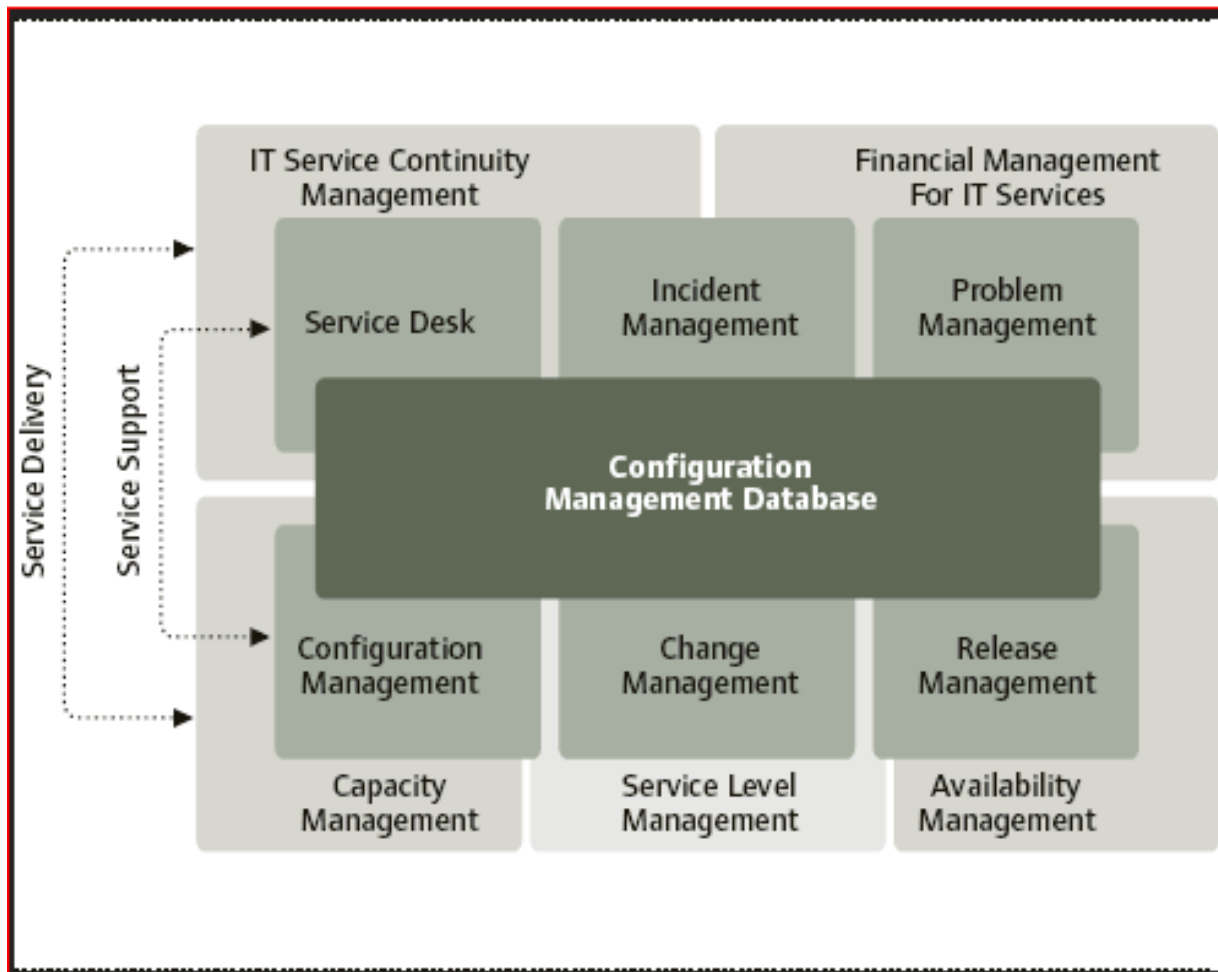 IT Service Continuity
Management
Financial Management
For IT Services
Service Desk
Incident
Management
Problem
Management
Service Delivery
Service Support
Configuration
Management Database
Configuration
Management
Change
Management
Release
Management
Capacity
Management
Service Level
Management
Availability
Management